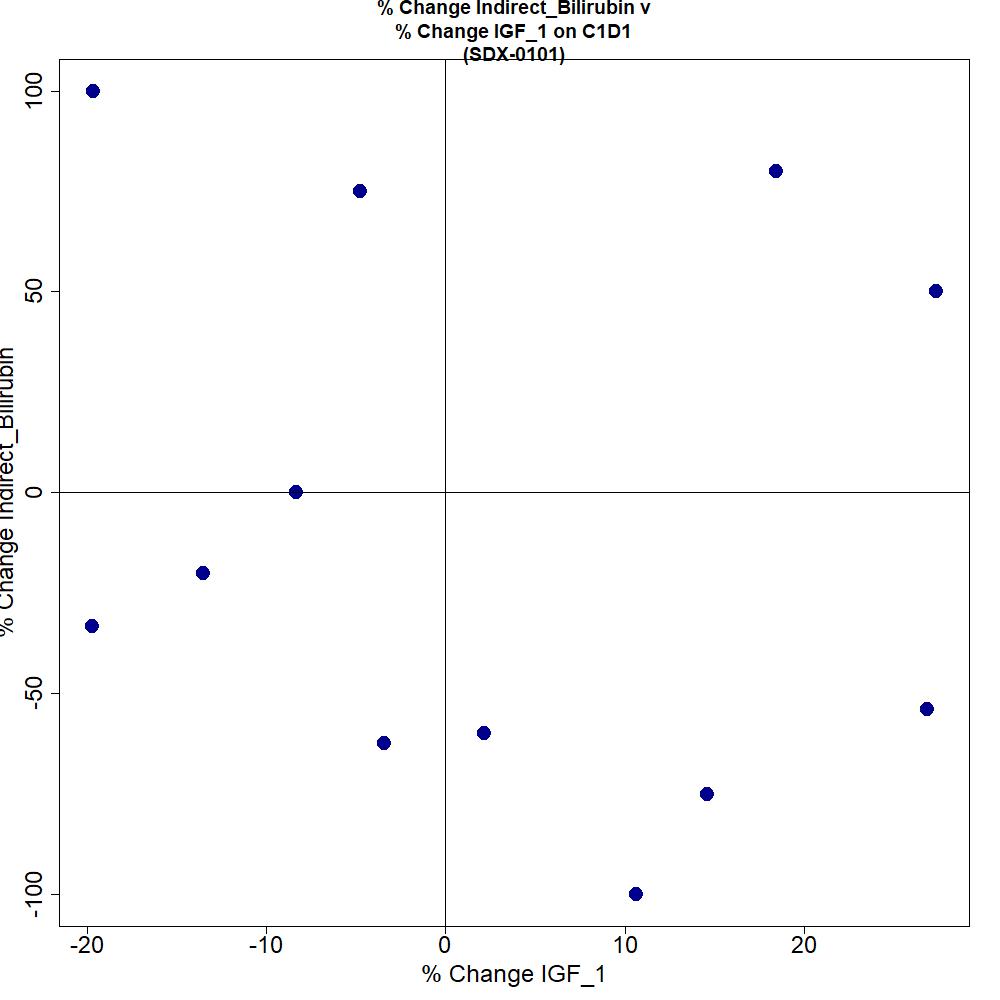 % Change Indirect_Bilirubin v
% Change IGF_1 on C1D1
(SDX-0101)
100
50
0
-50
-100
% Change Indirect_Bilirubin
-20
-10
0
10
20
% Change IGF_1